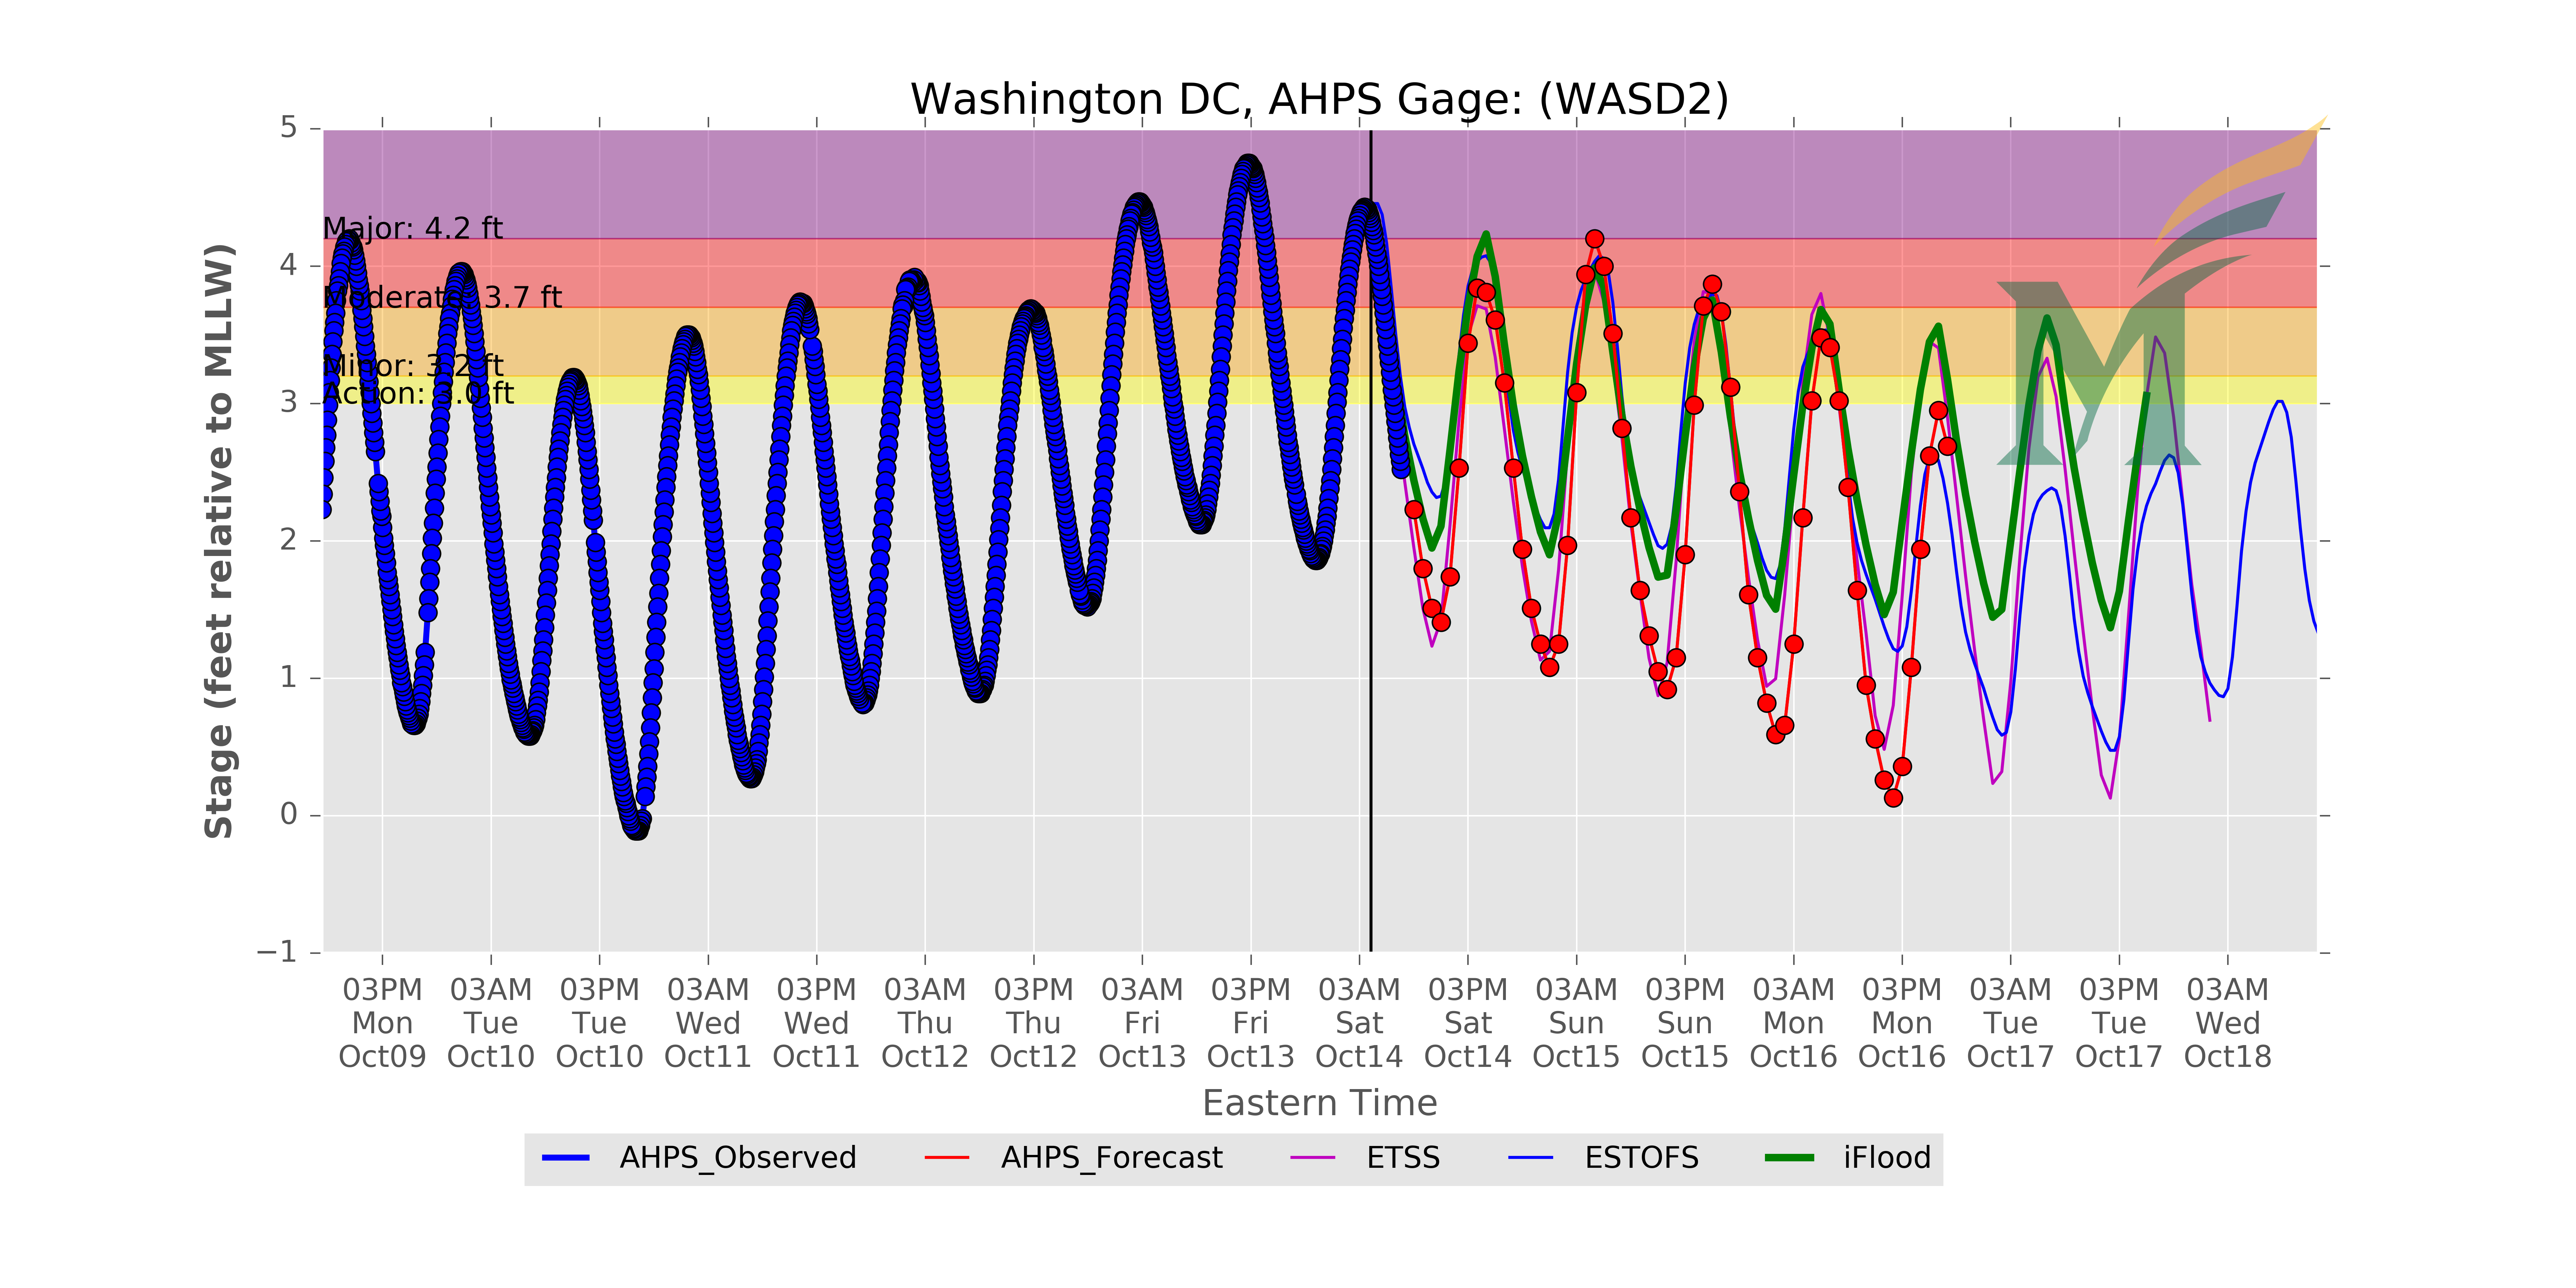 Washington DC, AHPS Gage: (WASD2)
Stage (feet relative to MLLW)
5
4
3
2
1
0
−1
Major: 4.2 ft
Moderate: 3.7 ft
Minor: 3.2 ft
Action: 3.0 ft
03PM 03AM 03PM 03AM 03PM 03AM 03PM 03AM 03PM 03AM 03PM 03AM 03PM 03AM 03PM 03AM 03PM 03AM
Mon Tue Tue Wed Wed Thu Thu Fri Fri Sat Sat Sun Sun Mon Mon Tue Tue Wed
Oct09 Oct10 Oct10 Oct11 Oct11 Oct12 Oct12 Oct13 Oct13 Oct14 Oct14 Oct15 Oct15 Oct16 Oct16 Oct17 Oct17 Oct18
Eastern Time
AHPS_Observed AHPS_Forecast ETSS ESTOFS iFlood